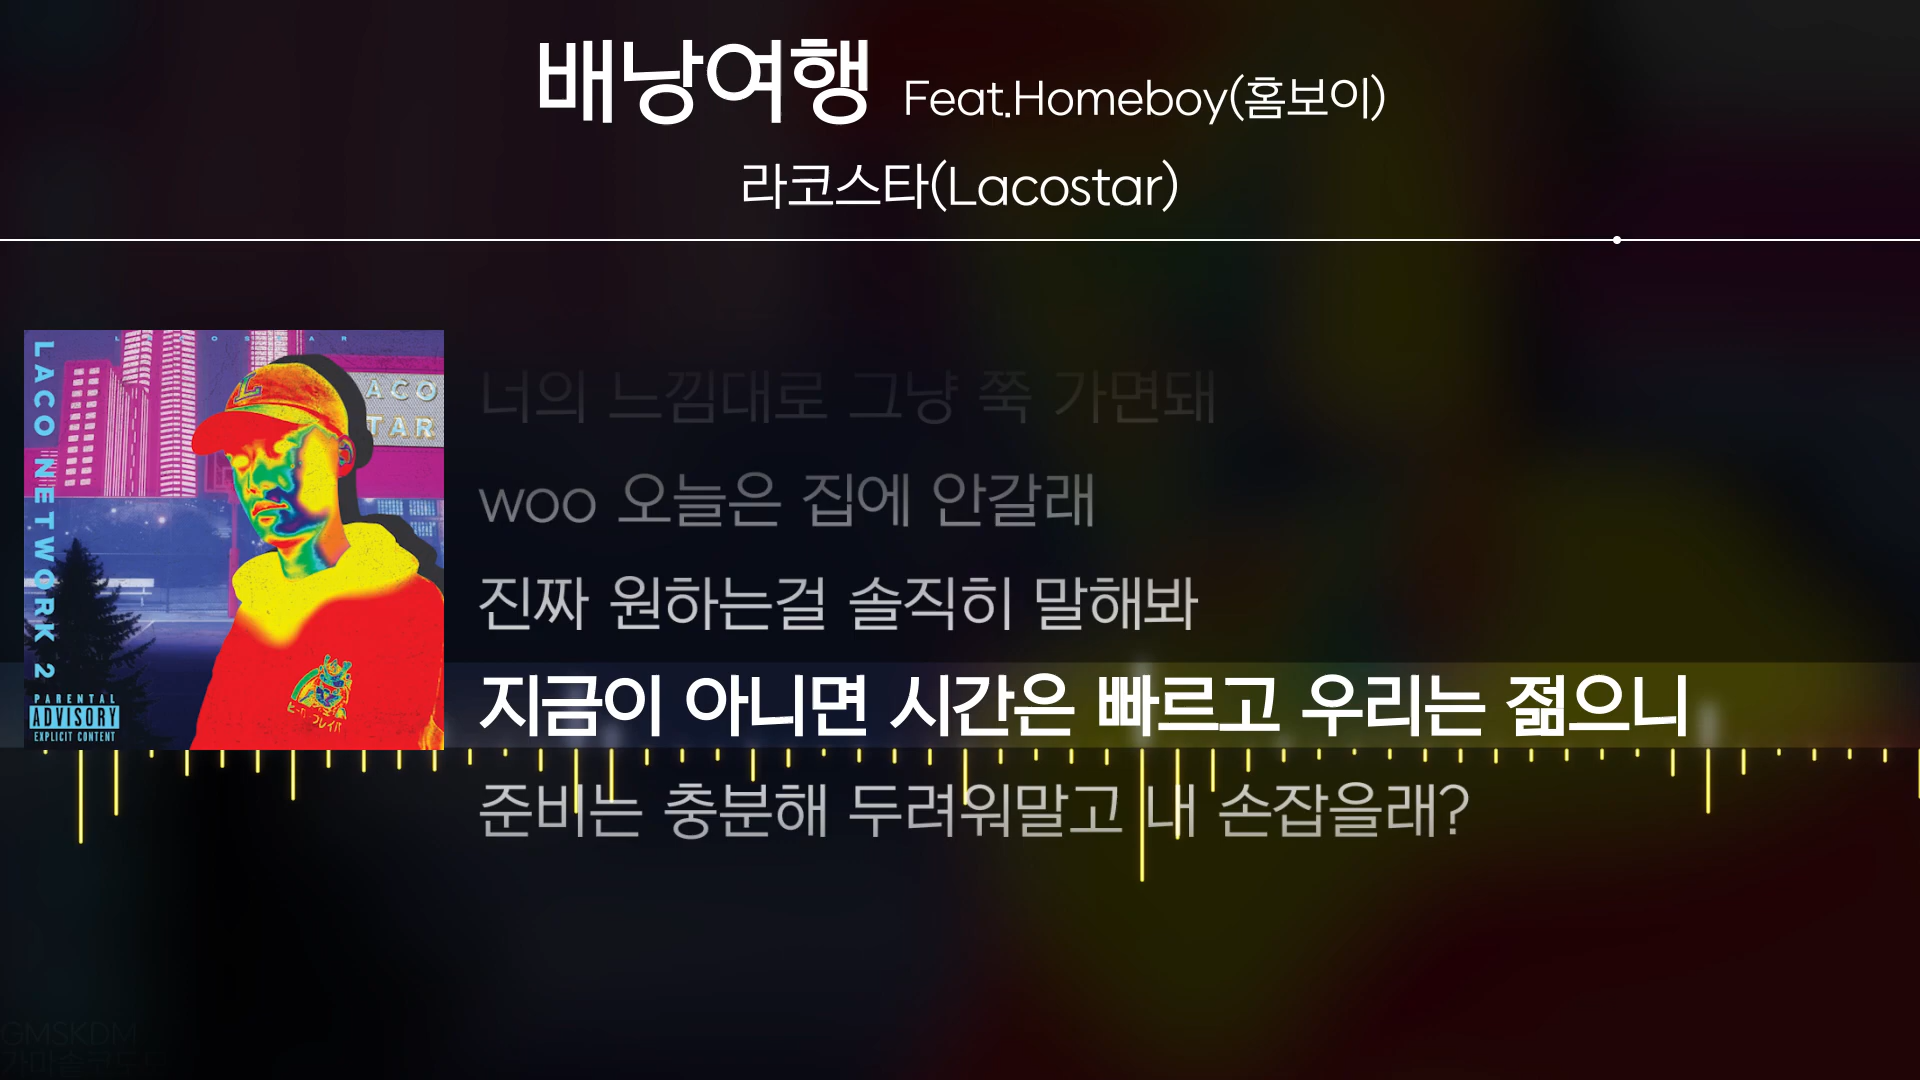 배낭여행 Feat.Homeboy(홈보이)
라코스타(Lacostar)
LACOSTAR
LACO NETWORK 2
ACO
TAR
PARENTAL
ADVISORY
EXPLICIT CONTENT
너의 느낌대로 그냥 쭉 가면돼
woo 오늘은 집에 안갈래
진짜 원하는걸 솔직히 말해봐
지금이 아니면 시간은 빠르고 우리는 젊으니
준비는 충분해 두려워말고 내 손잡을래?
GMSKDM